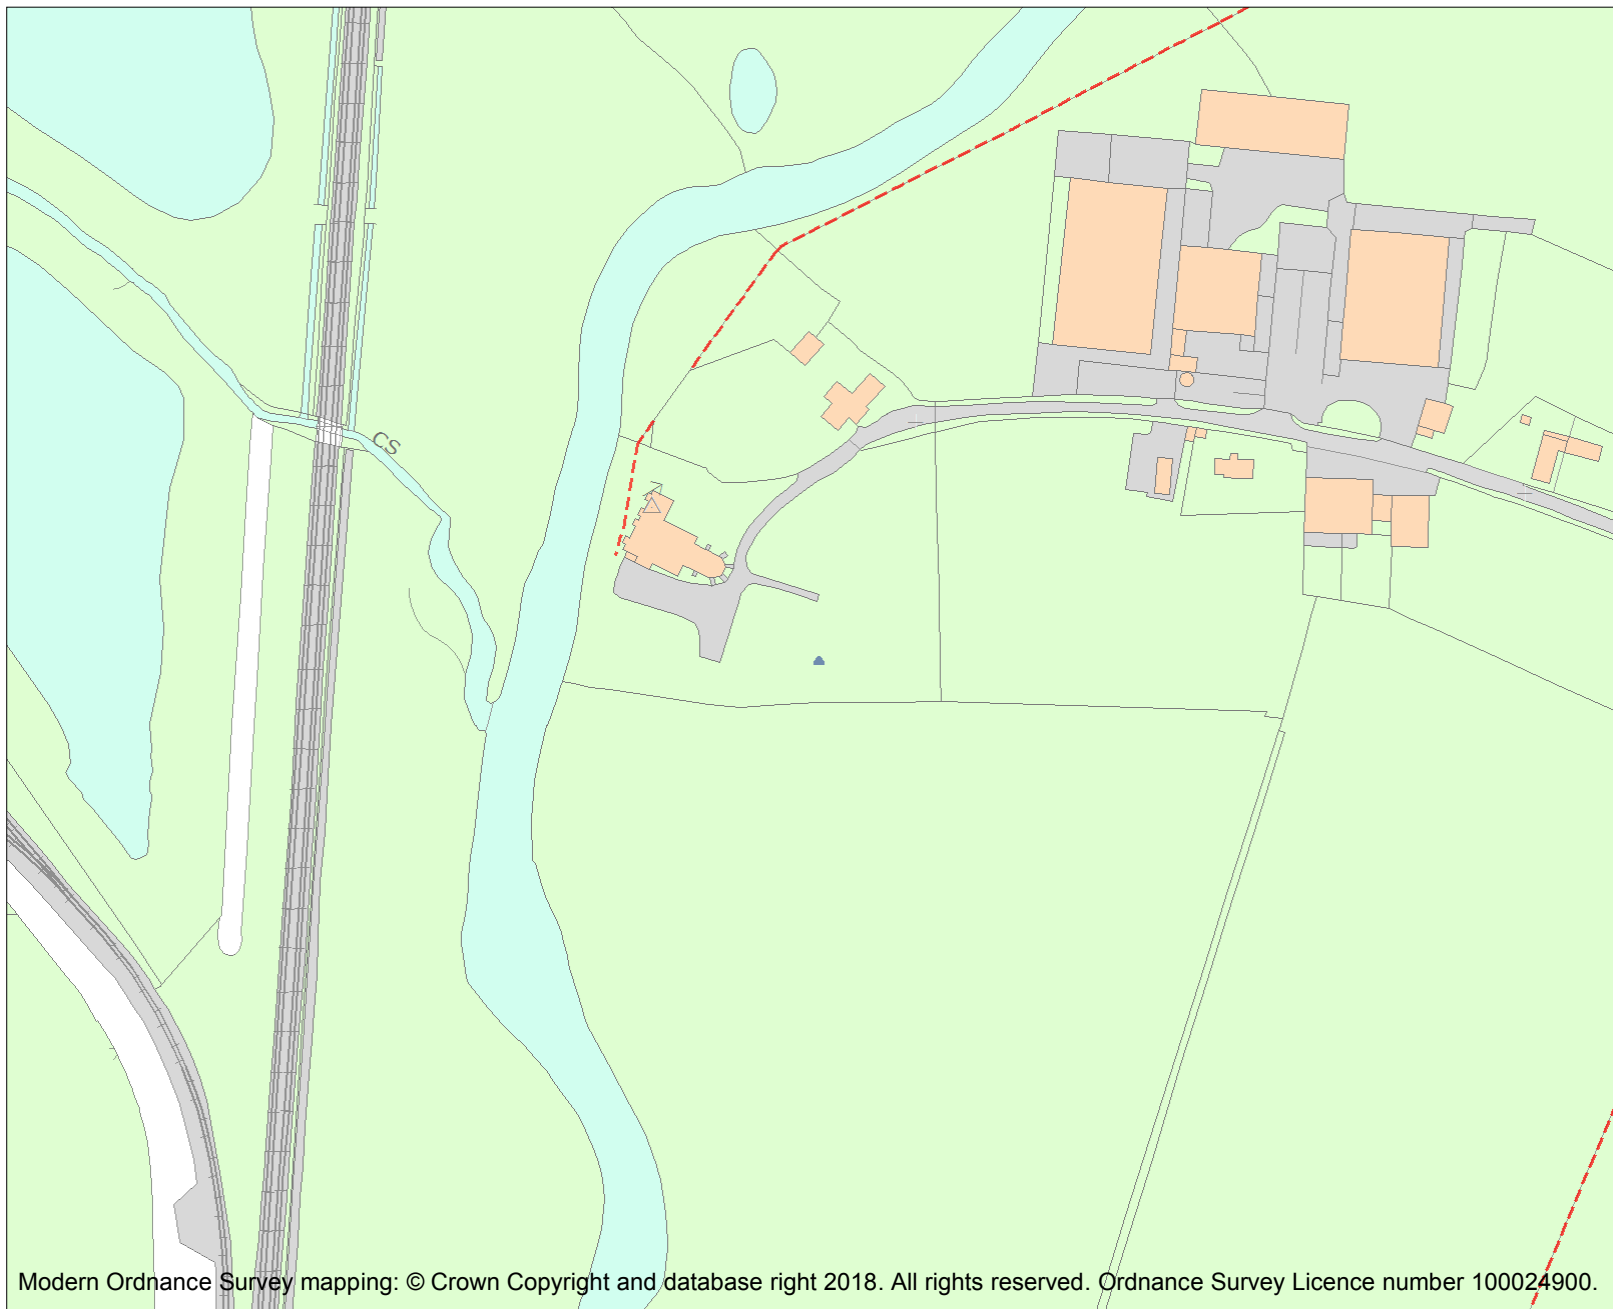 CS
Modern Ordnance Survey mapping: © Crown Copyright and database right 2018. All rights reserved. Ordnance Survey Licence number 100024900.